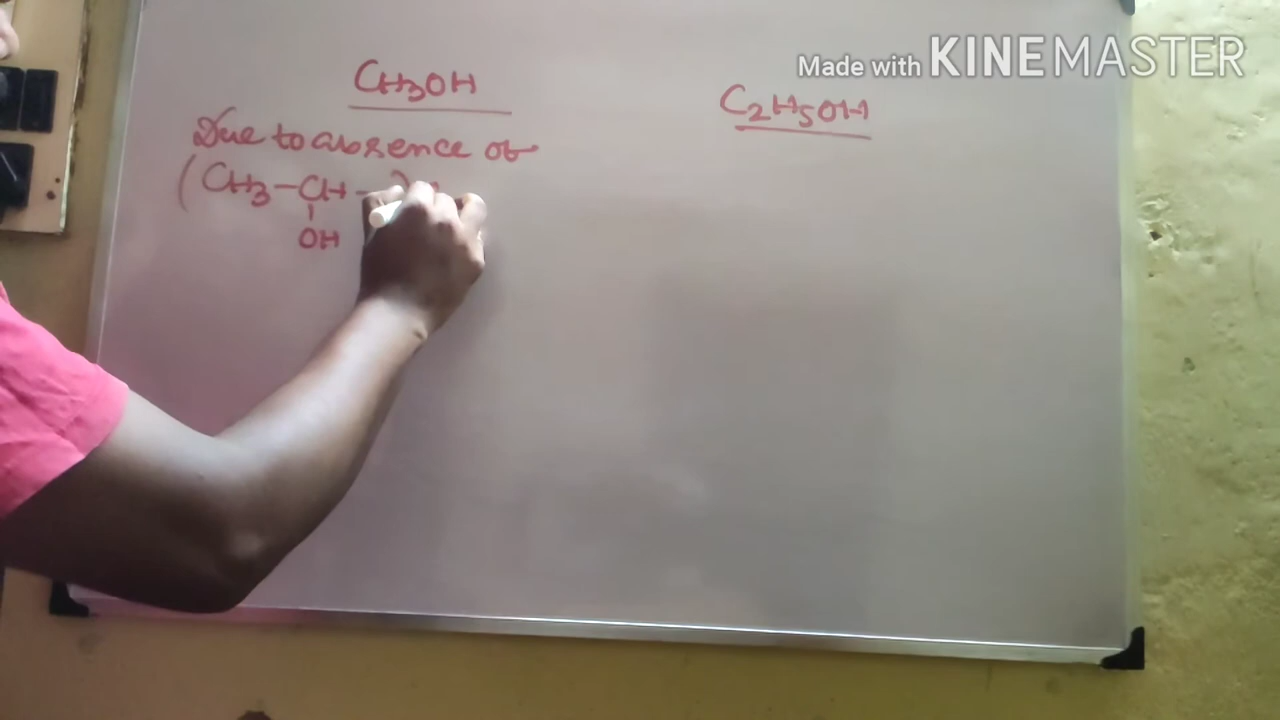 Made with KINEMASTER
CH3OH
C2H5OH
Due to absence of
(CH3-CH-)
OH